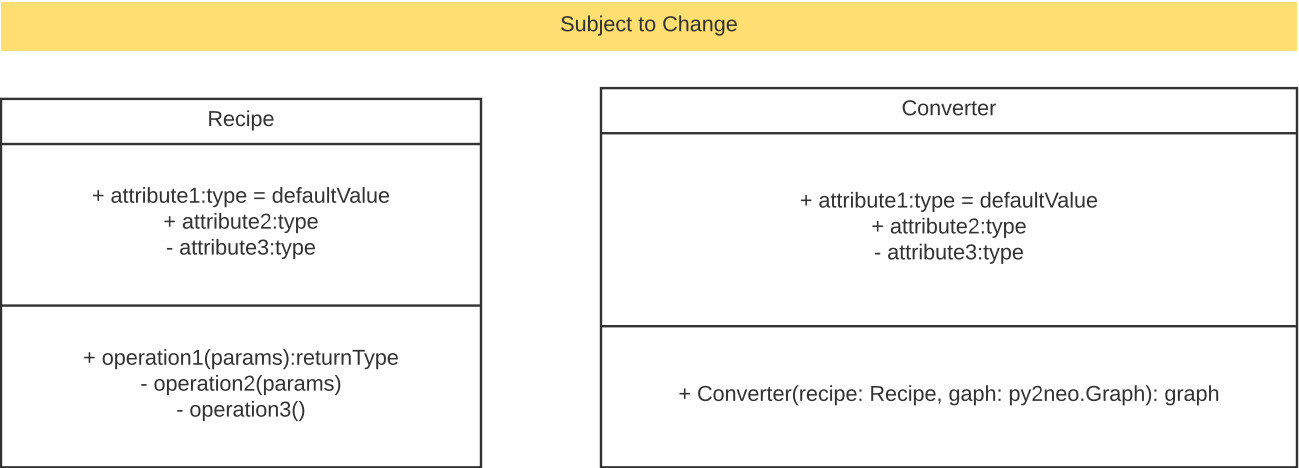 Subject to Change
Recipe
+ attribute1:type = defaultValue
+ attribute2:type
- attribute3:type
+ operation1(params):returnType
- operation2(params)
- operation3()
Converter
+ attribute1:type = defaultValue
+ attribute2:type
- attribute3:type
+ Converter(recipe: Recipe, gaph: py2neo.Graph): graph